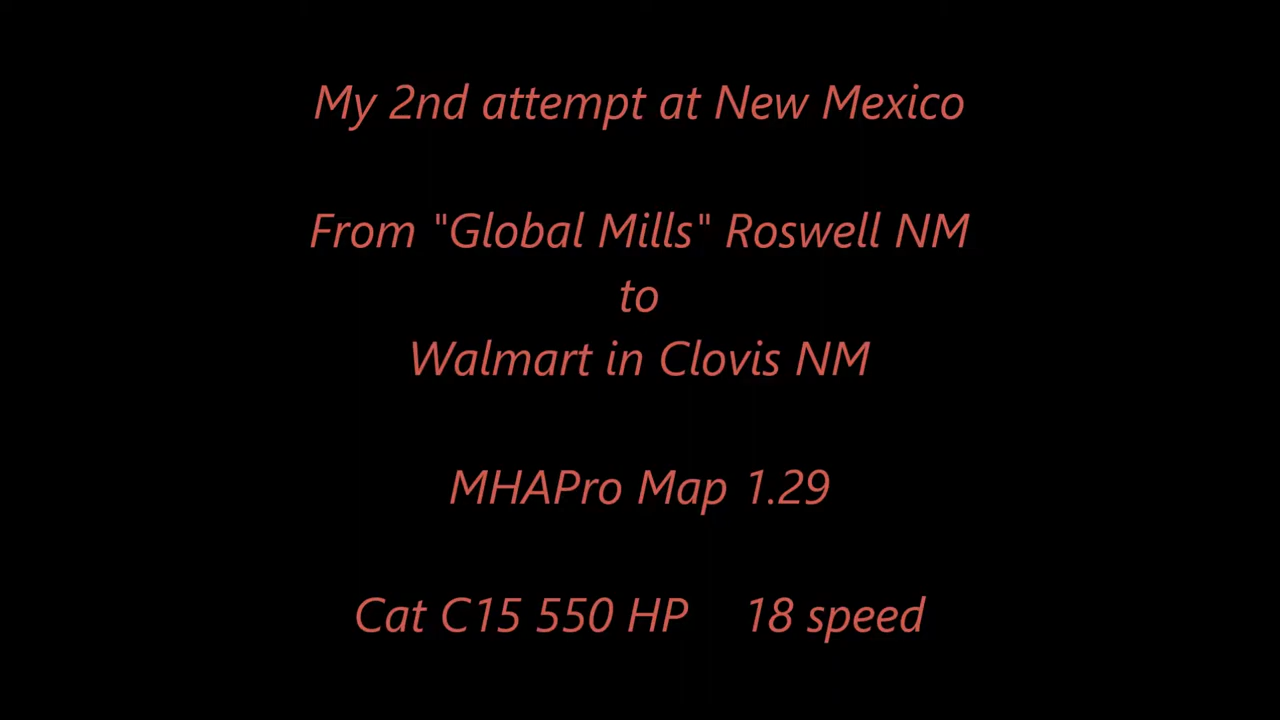 My 2nd attempt at New Mexico
From "Global Mills" Roswell NM
to
Walmart in Clovis NM
MHAPro Map 1.29
Cat C15 550 HP 18 speed